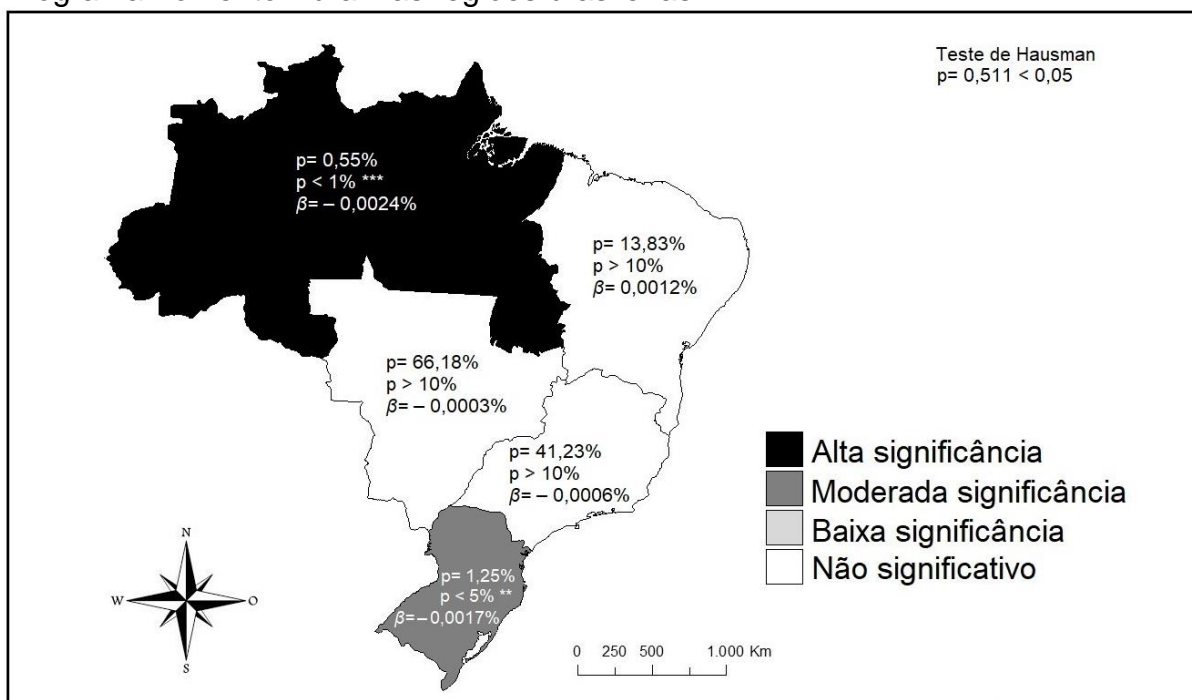 Teste de Hausman
p= 0,511 < 0,05
p= 0,55%
p < 1% ***
β= – 0,0024%
p= 13,83%
p > 10%
β= 0,0012%
p= 66,18%
p > 10%
β= – 0,0003%
p= 41,23%
p > 10%
β= – 0,0006%
p= 1,25%
p < 5% **
β= – 0,0017%
Alta significância
Moderada significância
Baixa significância
Não significativo
N
W O
S
0 250 500 1.000 Km